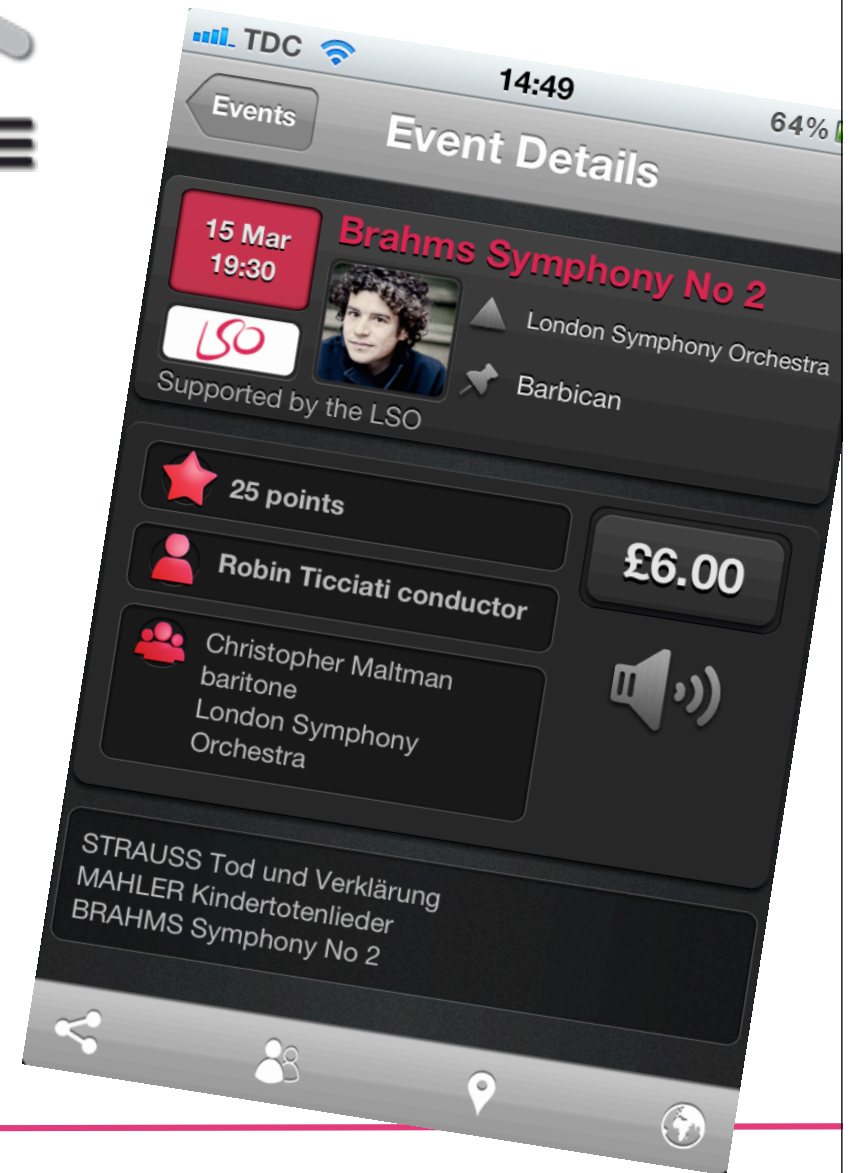 TDC
14:49
64%
Events
Event Details
15 Mar
19:30
Brahms Symphony No 2
LSO
London Symphony Orchestra
Barbican
Supported by the LSO
25 points
£6.00
Robin Ticciati conductor
Christopher Maltman
baritone
London Symphony
Orchestra
STRAUSS Tod und Verklärung
MAHLER Kindertotenlieder
BRAHMS Symphony No 2